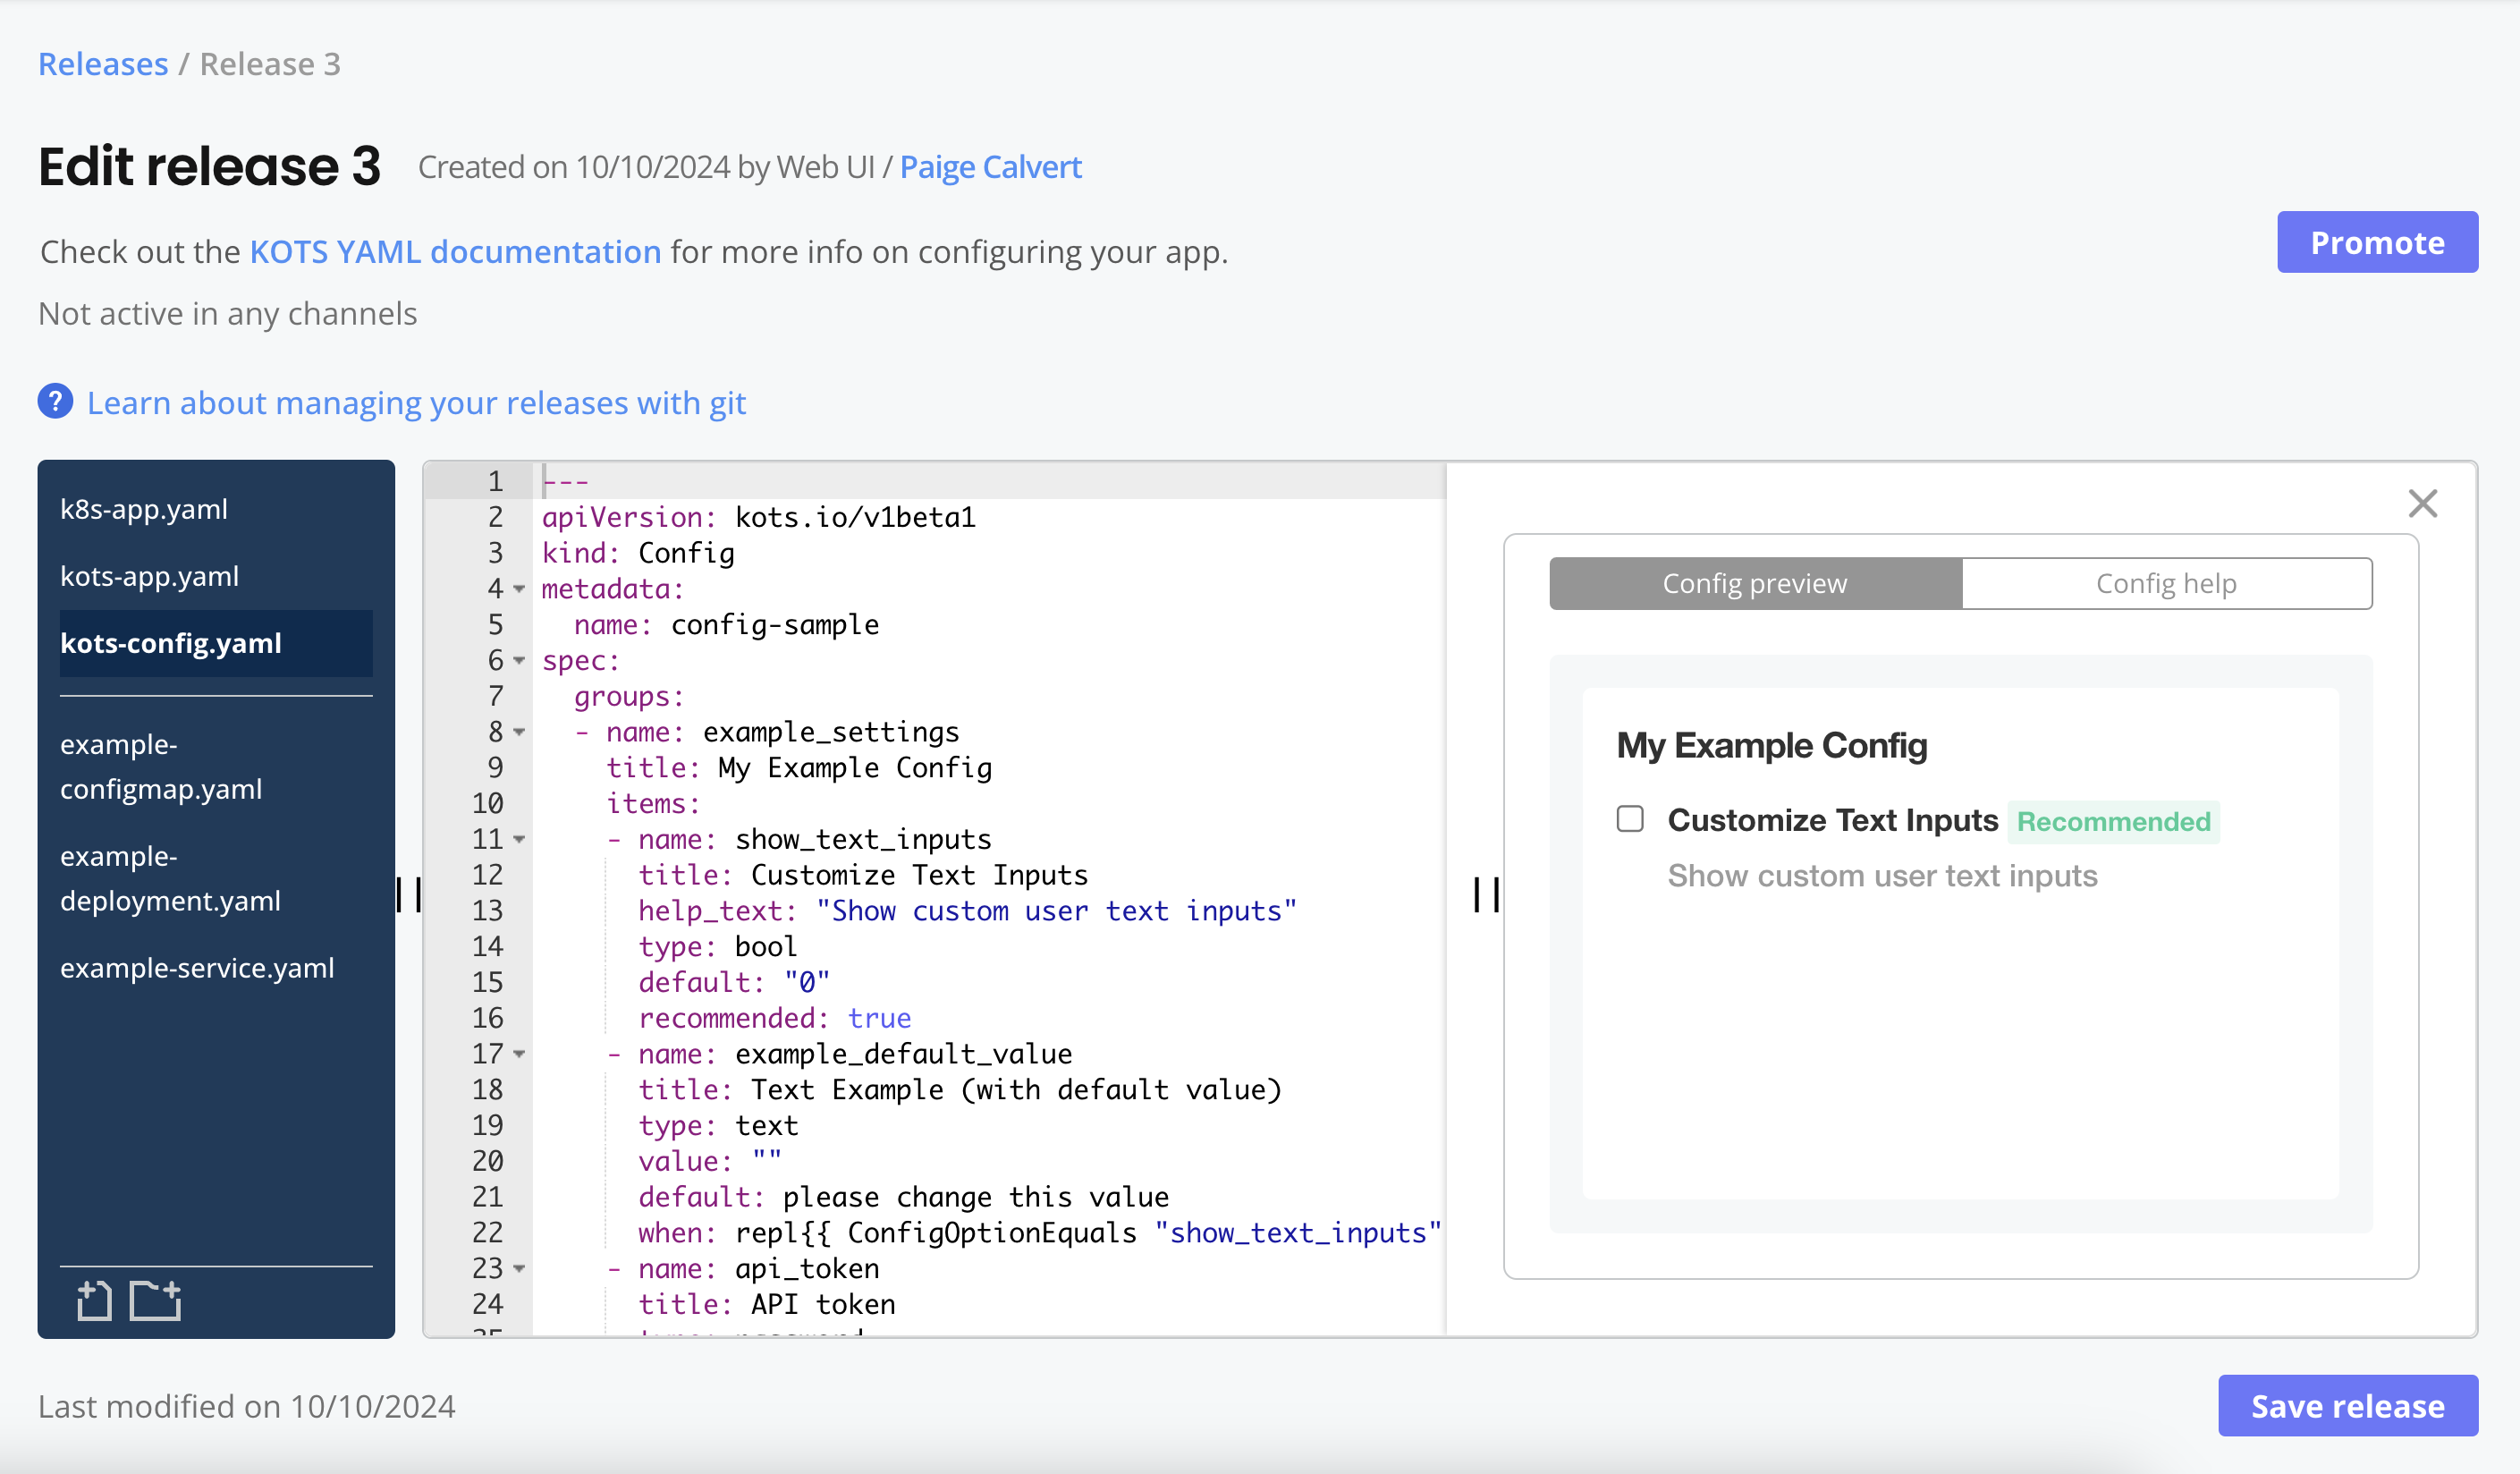 Releases / Release 3
Edit release 3 Created on 10/10/2024 by Web UI / Paige Calvert
Check out the KOTS YAML documentation for more info on configuring your app.
Promote
Not active in any channels
? Learn about managing your releases with git
k8s-app.yaml
kots-app.yaml
kots-config.yaml
example-
configmap.yaml
example-
deployment.yaml
example-service.yaml
1 ---
2 apiVersion: kots.io/v1beta1
3 kind: Config
4 metadata:
5   name: config-sample
6 spec:
7   groups:
8   - name: example_settings
9     title: My Example Config
10     items:
11     - name: show_text_inputs
12       title: Customize Text Inputs
13       help_text: "Show custom user text inputs"
14       type: bool
15       default: "0"
16       recommended: true
17     - name: example_default_value
18       title: Text Example (with default value)
19       type: text
20       value: ""
21       default: please change this value
22       when: repl{{ ConfigOptionEquals "show_text_inputs"
23     - name: api_token
24       title: API token
Config preview
Config help
My Example Config
Customize Text Inputs Recommended
Show custom user text inputs
Last modified on 10/10/2024
Save release